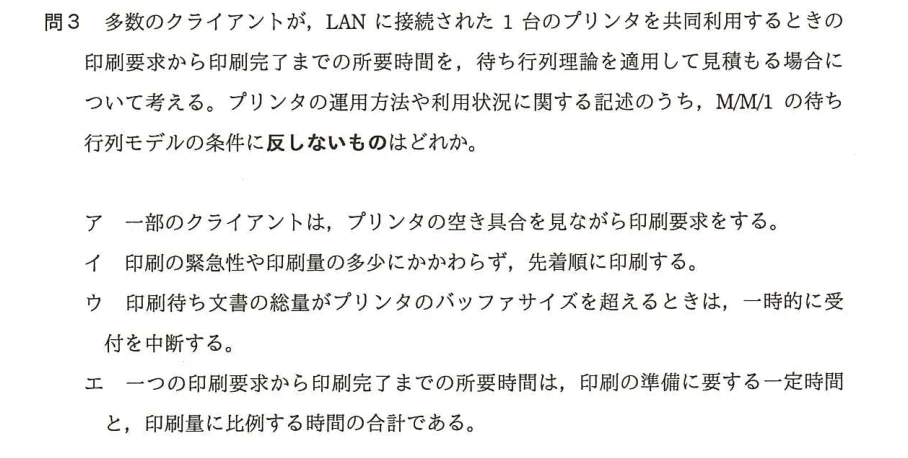 問3 多数のクライアントが，LAN に接続された 1 台のプリンタを共同利用するときの
印刷要求から印刷完了までの所要時間を，待ち行列理論を適用して見積もる場合に
ついて考える。プリンタの運用方法や利用状況に関する記述のうち，M/M/1 の待ち
行列モデルの条件に反しないものはどれか。
ア 一部のクライアントは，プリンタの空き具合を見ながら印刷要求をする。
イ 印刷の緊急性や印刷量の多少にかかわらず，先着順に印刷する。
ウ 印刷待ち文書の総量がプリンタのバッファサイズを超えるときは，一時的に受
付を中断する。
エ 一つの印刷要求から印刷完了までの所要時間は，印刷の準備に要する一定時間
と，印刷量に比例する時間の合計である。